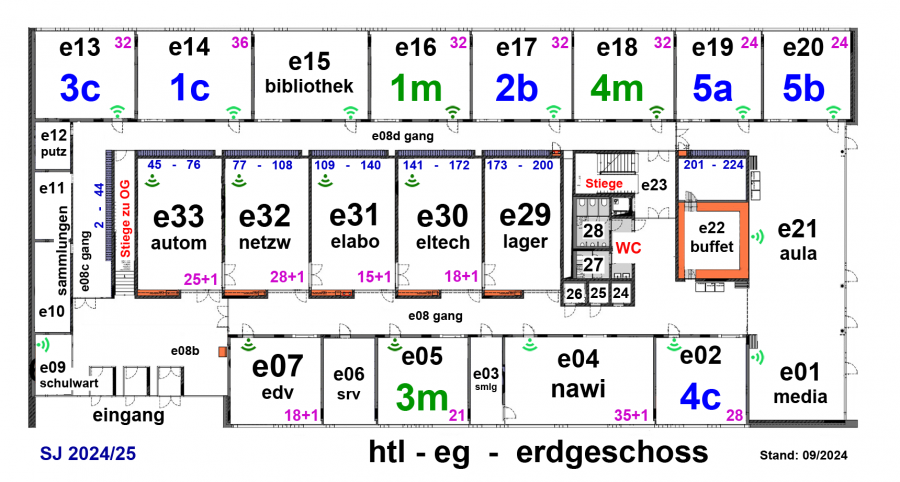 e13 32
3c
e14 36
1c
e15
bibliothek
e16 32
1m
e17 32
2b
e18 32
4m
e19 24
5a
e20 24
5b
e12
putz
e08d gang
e11
sammlungen
e10
2 - 44
e08c gang
Stiege zu OG
45 - 76
e33
autom
25+1
77 - 108
e32
netzw
28+1
109 - 140
e31
elabo
15+1
141 - 172
e30
eltech
18+1
173 - 200
e29
lager
Stiege
e23
28
WC
27
26 25 24
201 - 224
e22
buffet
e21
aula
e08 gang
e09
schulwart
e08b
eingang
e07
edv
18+1
e06
srv
e05
3m
21
e03
smlg
e04
nawi
35+1
e02
4c
28
e01
media
SJ 2024/25
htl - eg - erdgeschoss
Stand: 09/2024